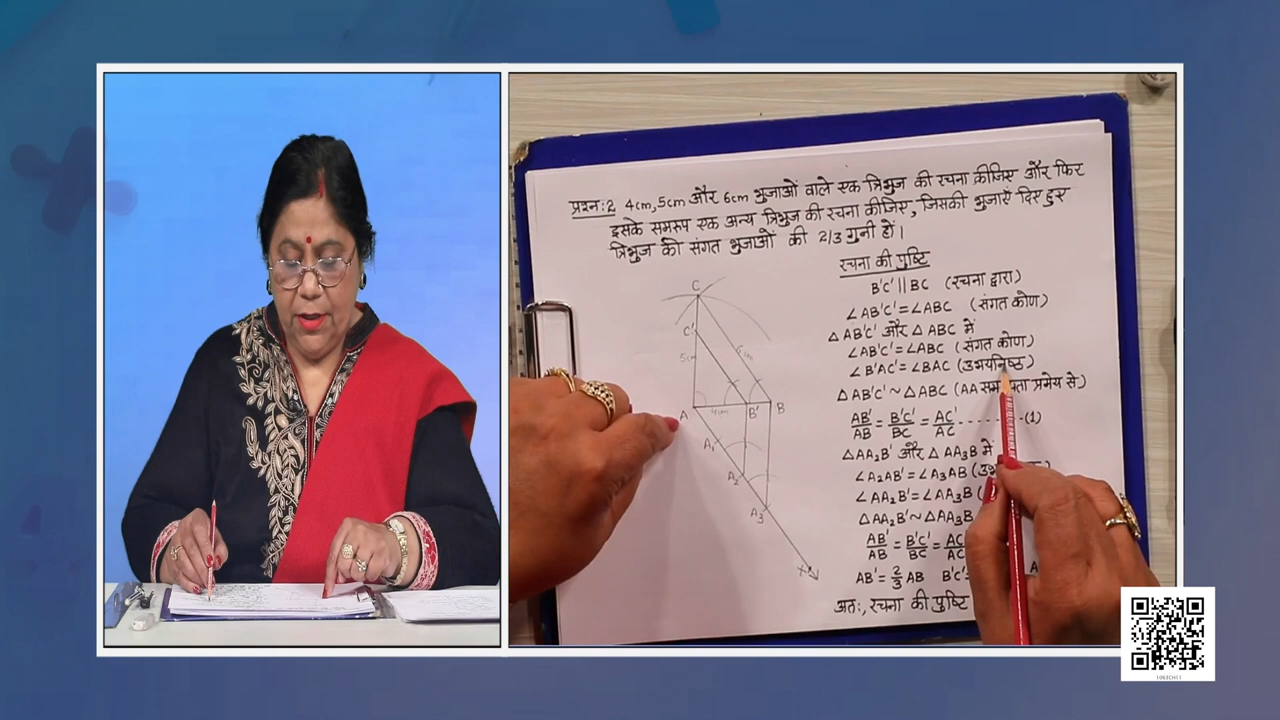 प्रश्न:2 4cm, 5cm और 6cm भुजाओं वाले एक त्रिभुज की रचना कीजिए और फिर
इसके समरूप एक अन्य त्रिभुज की रचना कीजिए, जिसकी भुजाएँ दिए हुए
त्रिभुज की संगत भुजाओं की 2/3 गुनी हों।
रचना की पुष्टि
B'C' || BC (रचना द्वारा)
∠AB'C' = ∠ABC (संगत कोण)
△AB'C' और △ABC में
∠AB'C' = ∠ABC (संगत कोण)
∠B'AC' = ∠BAC (उभयनिष्ठ)
△AB'C' ~ △ABC (AA प्रमेय से)
AB'/AB = B'C'/BC = AC'/AC -------(1)
△AA₂B' और △AA₃B में
∠A₂AB' = ∠A₃AB
∠AA₂B' = ∠AA₃B
△AA₂B' ~ △AA₃B
AB'/AB = B'C'/BC = AC/AC
AB' = 2/3 AB B'C' =
अतः, रचना की पुष्टि
C
C'
5cm
6cm
A
4cm
B'
B
A₁
A₂
A₃
X
1064CH11